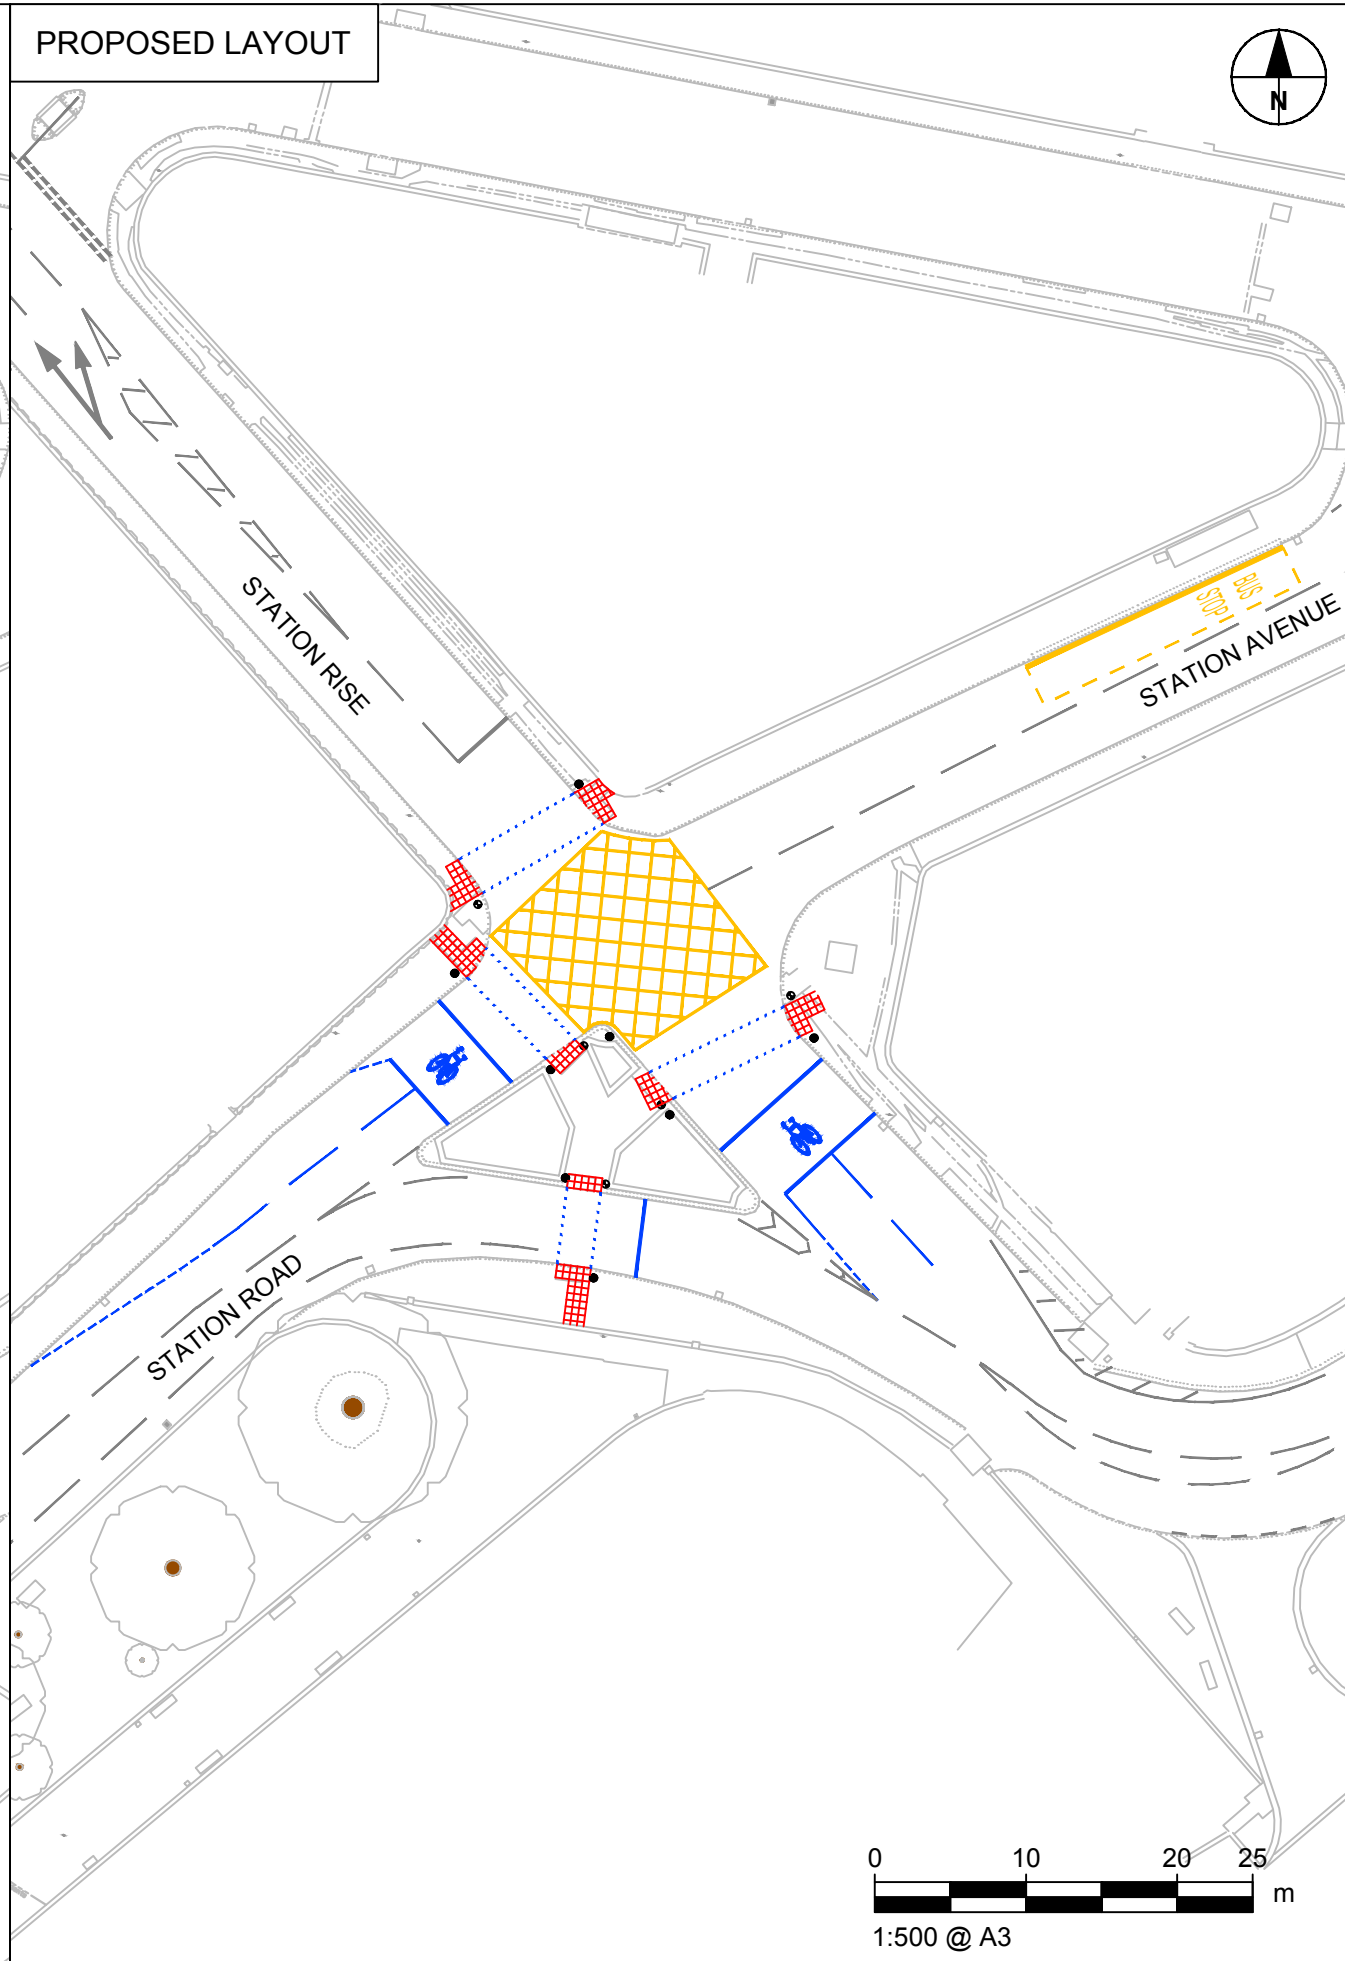 PROPOSED LAYOUT
N
STATION RISE
BUS
STOP
STATION AVENUE
STATION ROAD
0 10 20 25
m
1:500 @ A3